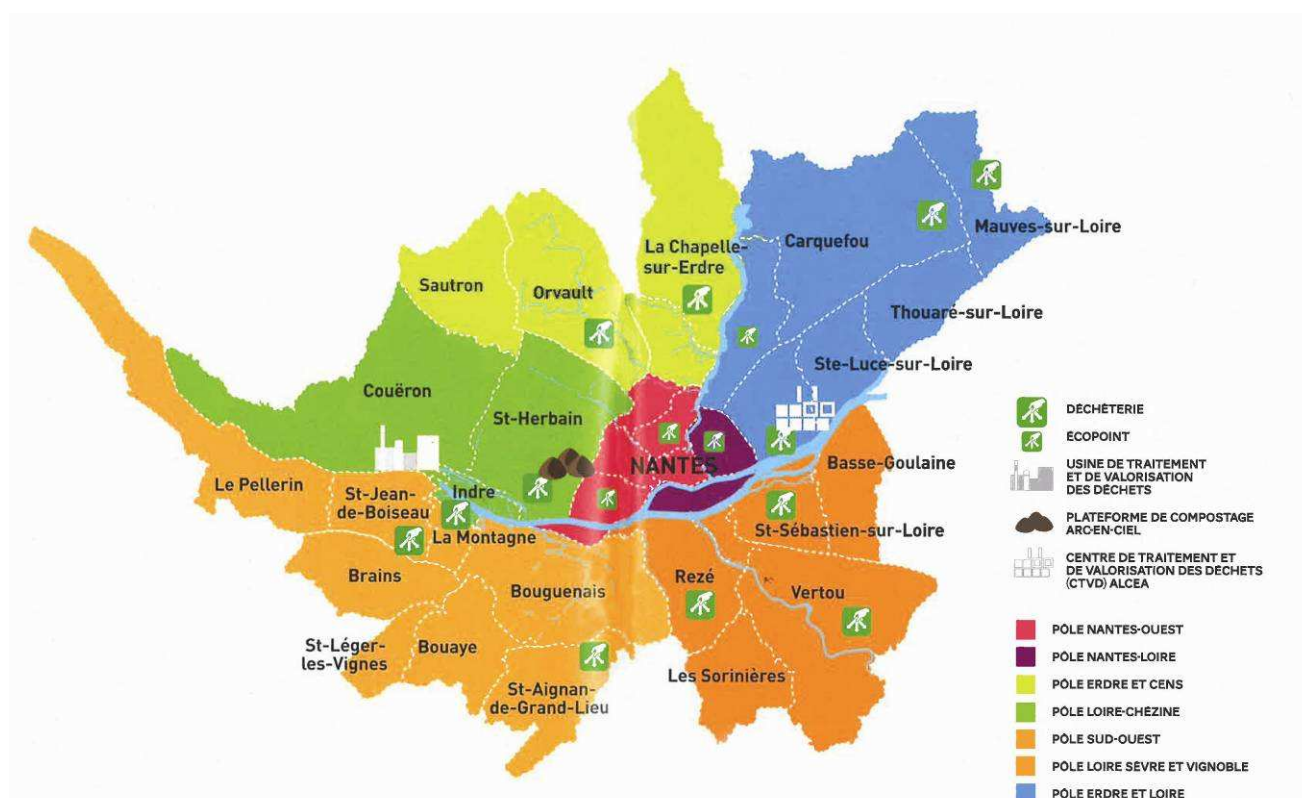 La Chapelle-
sur-Erdre
Carquefou
Mauves-sur-Loire
Sautron
Orvault
Thouaré-sur-Loire
Ste-Luce-sur-Loire
Couëron
St-Herbain
NANTES
Basse-Goulaine
Le Pellerin
St-Jean-
de-Boiseau
Indre
La Montagne
St-Sébastien-sur-Loire
Brains
Bouguenais
Rezé
Vertou
St-Léger-
les-Vignes
Bouaye
St-Aignan-
de-Grand-Lieu
Les Sorinières
DÉCHÈTERIE
ECOPOINT
USINE DE TRAITEMENT
ET DE VALORISATION
DES DÉCHETS
PLATEFORME DE COMPOSTAGE
ARC-EN-CIEL
CENTRE DE TRAITEMENT ET
DE VALORISATION DES DÉCHETS
(CTVD) ALCEA
PÔLE NANTES-OUEST
PÔLE NANTES-LOIRE
PÔLE ERDRE ET CENS
PÔLE LOIRE-CHÉZINE
PÔLE SUD-OUEST
PÔLE LOIRE SÈVRE ET VIGNOBLE
PÔLE ERDRE ET LOIRE